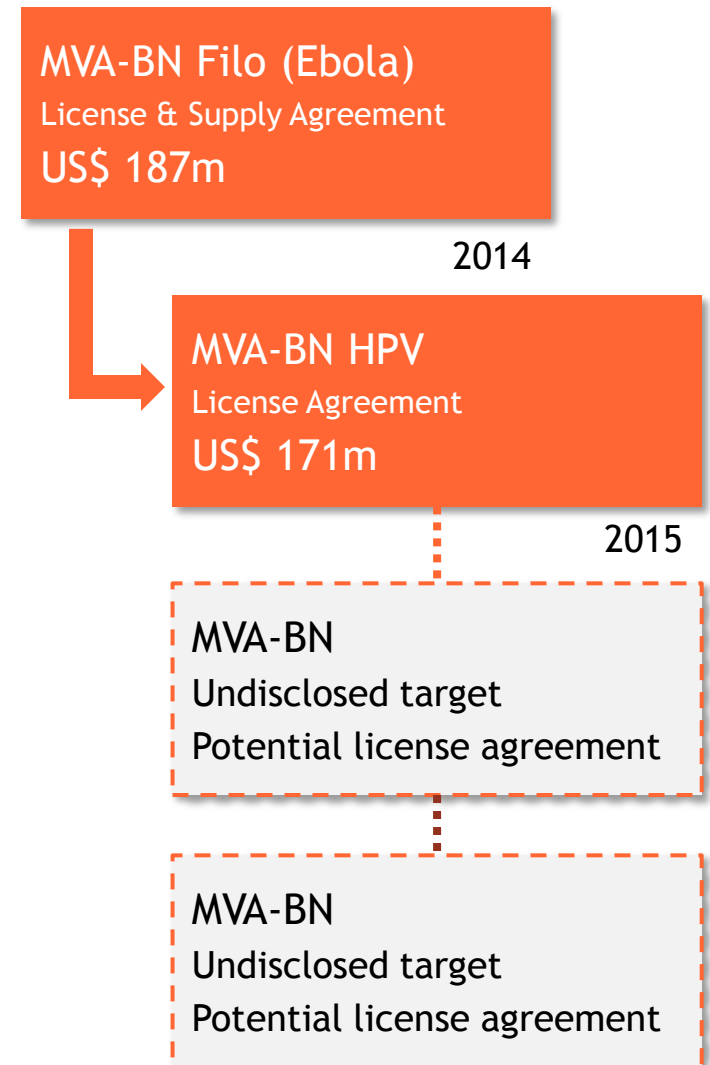 MVA-BN Filo (Ebola)
License & Supply Agreement
US$ 187m
2014
MVA-BN HPV
License Agreement
US$ 171m
2015
MVA-BN
Undisclosed target
Potential license agreement
MVA-BN
Undisclosed target
Potential license agreement